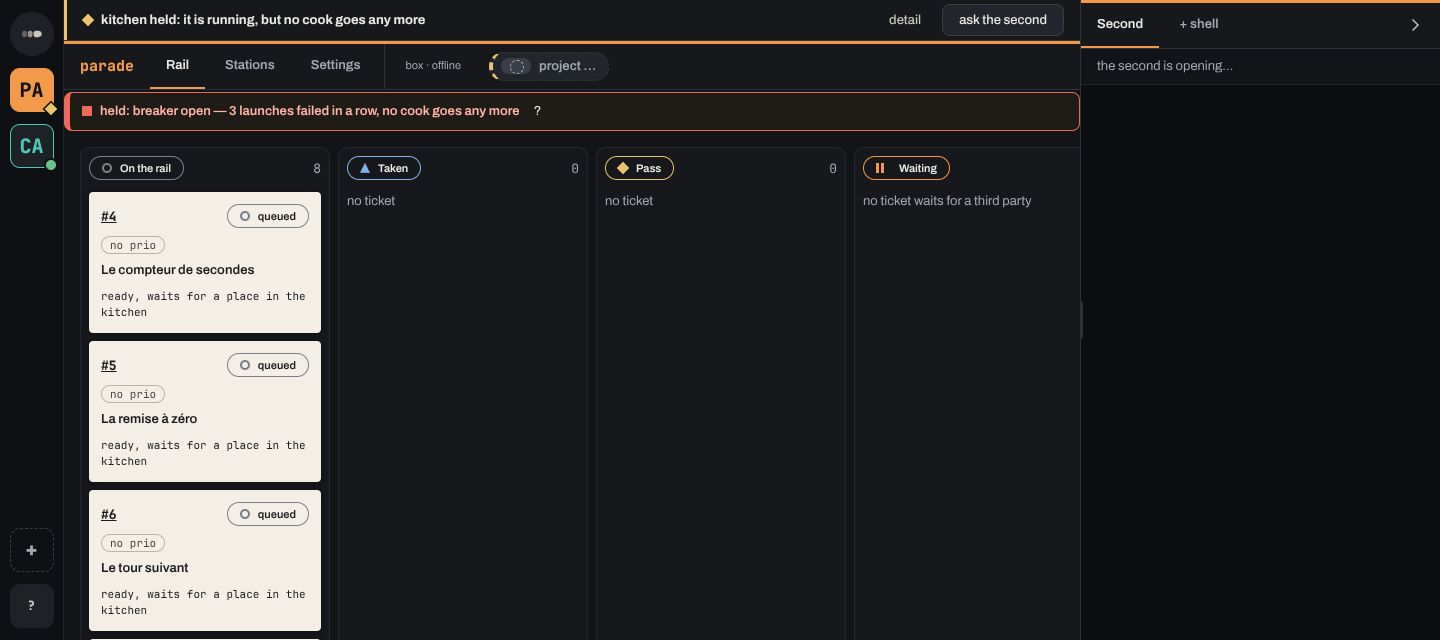 kitchen held: it is running, but no cook goes any more
detail
ask the second
Second
+ shell
PA
CA
parade
Rail
Stations
Settings
box · offline
project ...
the second is opening...
held: breaker open — 3 launches failed in a row, no cook goes any more
?
On the rail
8
Taken
0
Pass
0
Waiting
no ticket
no ticket
no ticket waits for a third party
#4
queued
no prio
Le compteur de secondes
ready, waits for a place in the
kitchen
#5
queued
no prio
La remise à zéro
ready, waits for a place in the
kitchen
#6
queued
no prio
Le tour suivant
ready, waits for a place in the
kitchen
+
?